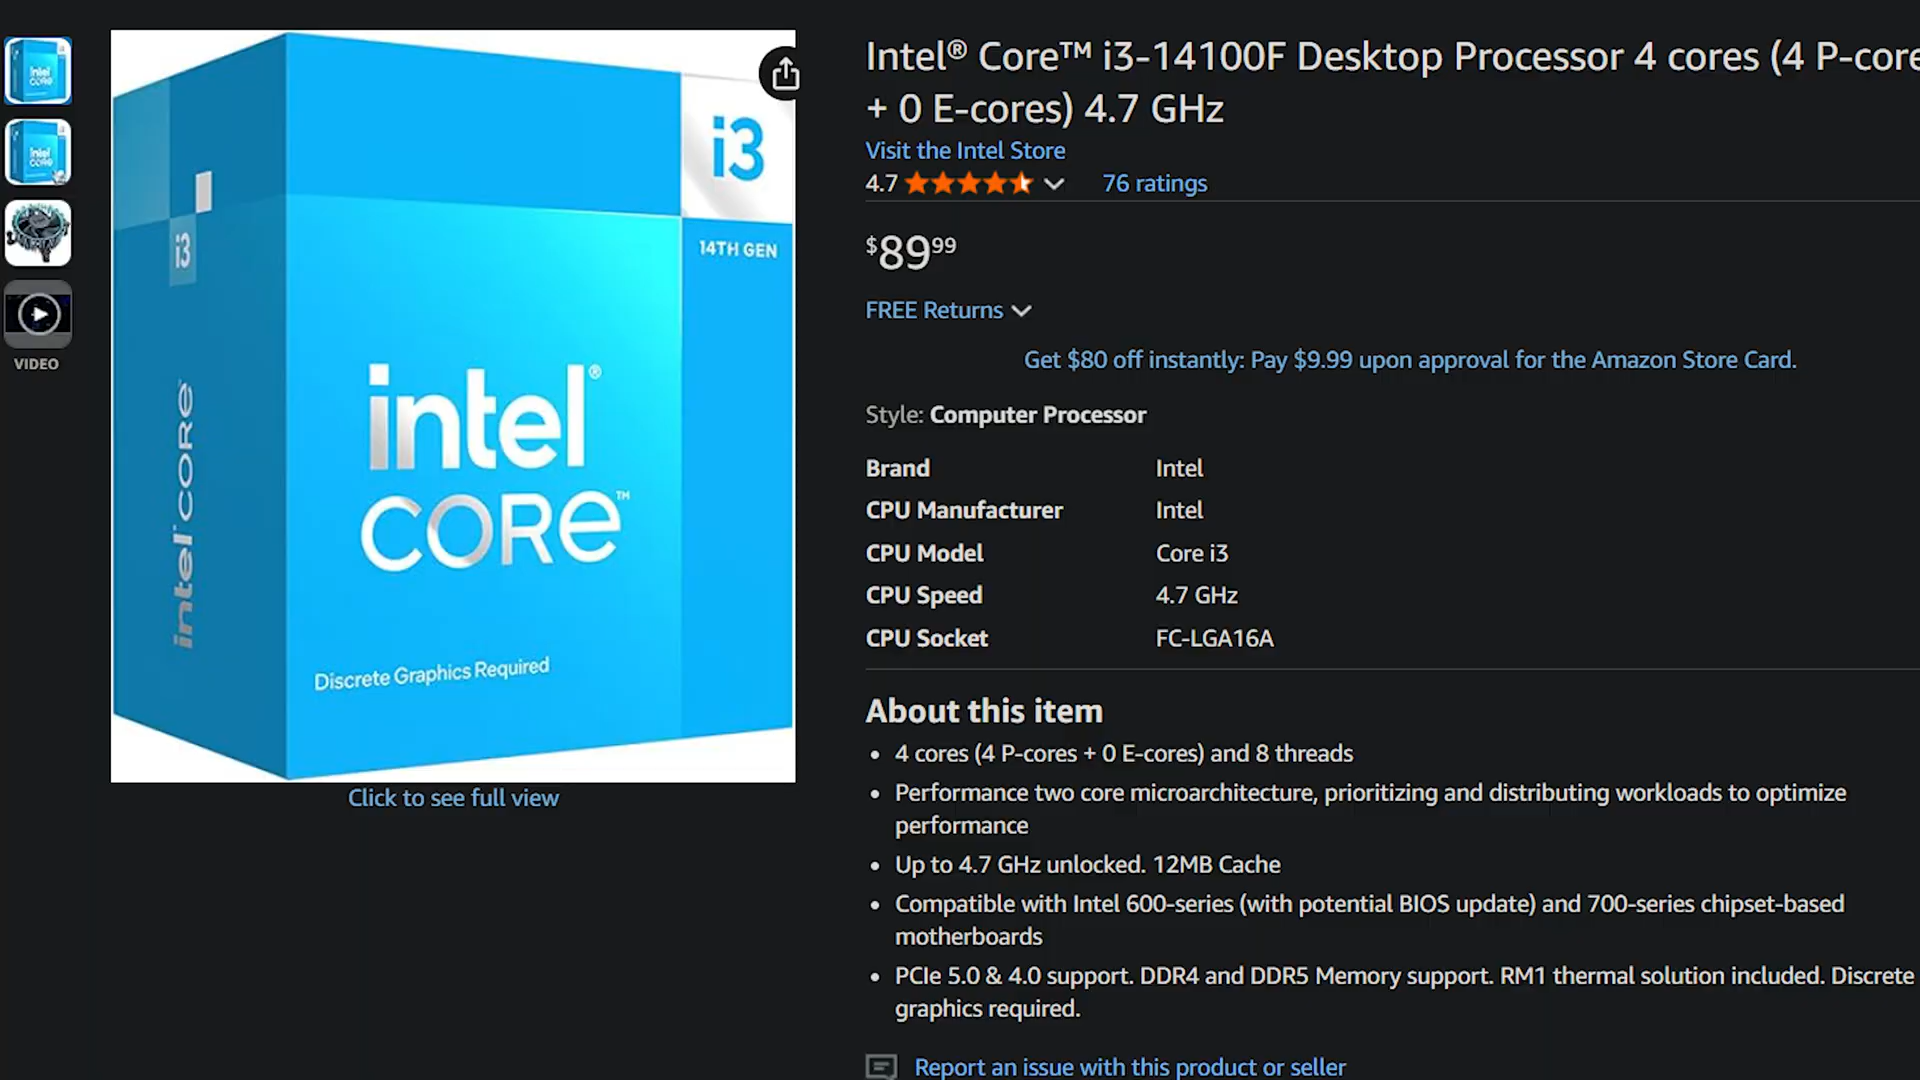 Intel® Core™ i3-14100F Desktop Processor 4 cores (4 P-core
+ 0 E-cores) 4.7 GHz
Visit the Intel Store
4.7
76 ratings
$89.99
FREE Returns
Get $80 off instantly: Pay $9.99 upon approval for the Amazon Store Card.
Style: Computer Processor
Brand Intel
CPU Manufacturer Intel
CPU Model Core i3
CPU Speed 4.7 GHz
CPU Socket FC-LGA16A
About this item
• 4 cores (4 P-cores + 0 E-cores) and 8 threads
• Performance two core microarchitecture, prioritizing and distributing workloads to optimize
performance
• Up to 4.7 GHz unlocked. 12MB Cache
• Compatible with Intel 600-series (with potential BIOS update) and 700-series chipset-based
motherboards
• PCIe 5.0 & 4.0 support. DDR4 and DDR5 Memory support. RM1 thermal solution included. Discrete
graphics required.
Report an issue with this product or seller
i3
14TH GEN
i3
intel®
CORE™
intel CORE
Discrete Graphics Required
Click to see full view
intel
CORE
intel
CORE
VIDEO